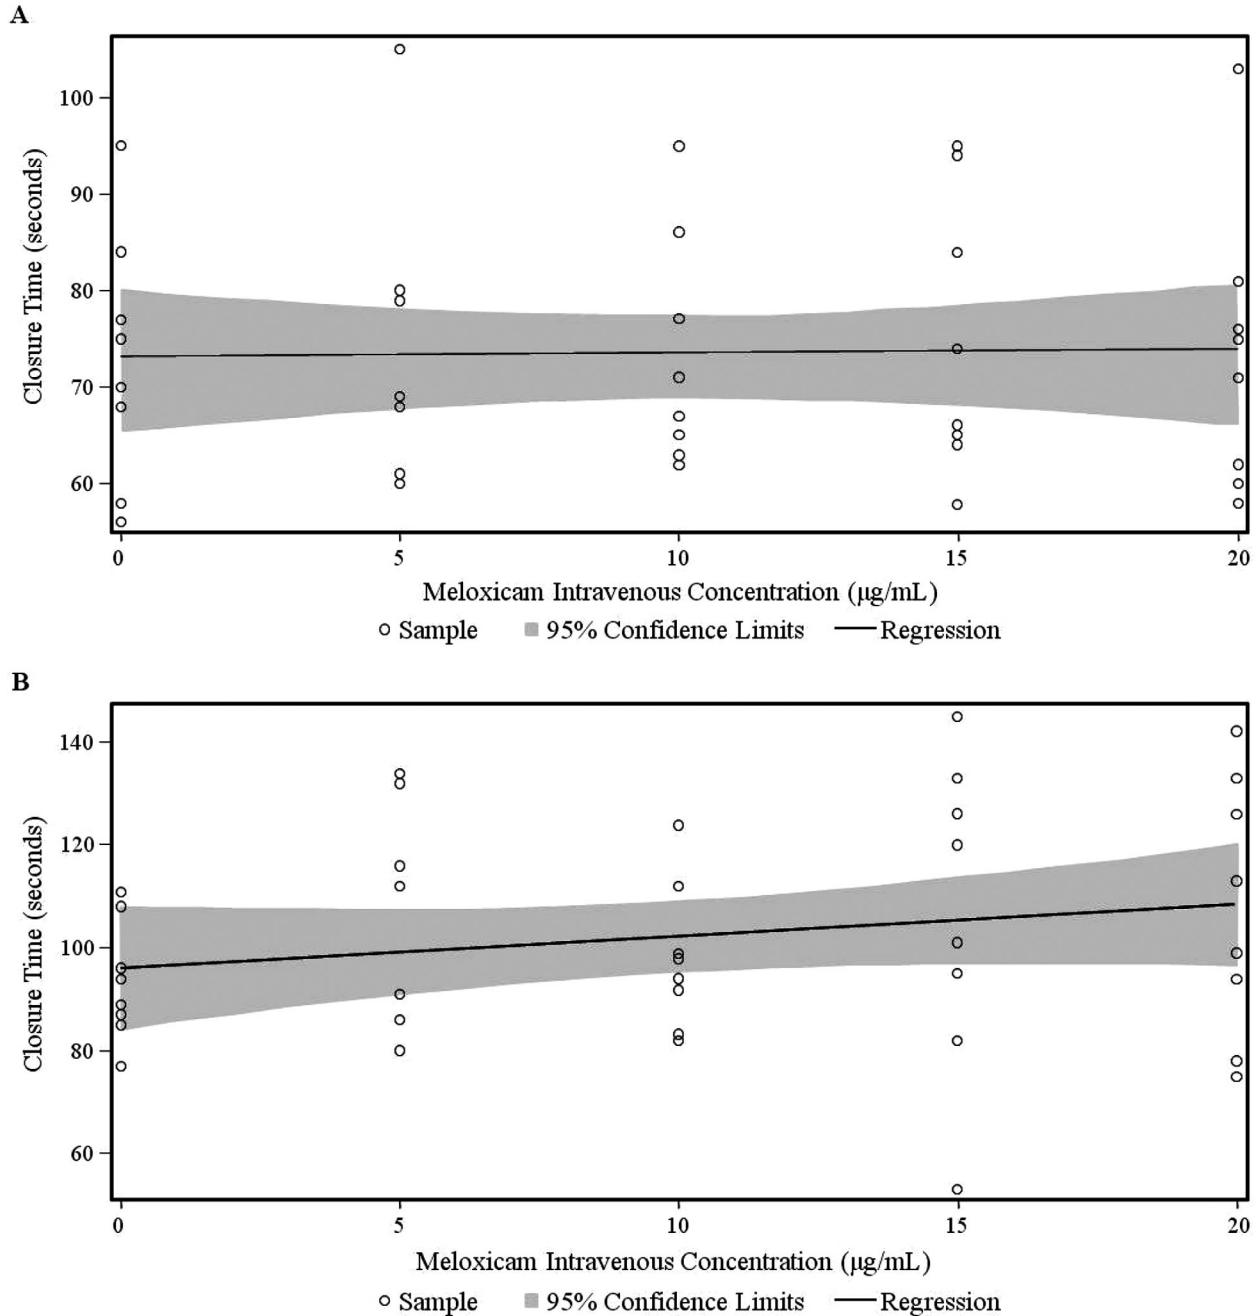 A
100
90
80
70
60
Closure Time (seconds)
0 5 10 15 20
Meloxicam Intravenous Concentration (µg/mL)
Sample 95% Confidence Limits Regression
B
140
120
100
80
60
Closure Time (seconds)
0 5 10 15 20
Meloxicam Intravenous Concentration (µg/mL)
Sample 95% Confidence Limits Regression